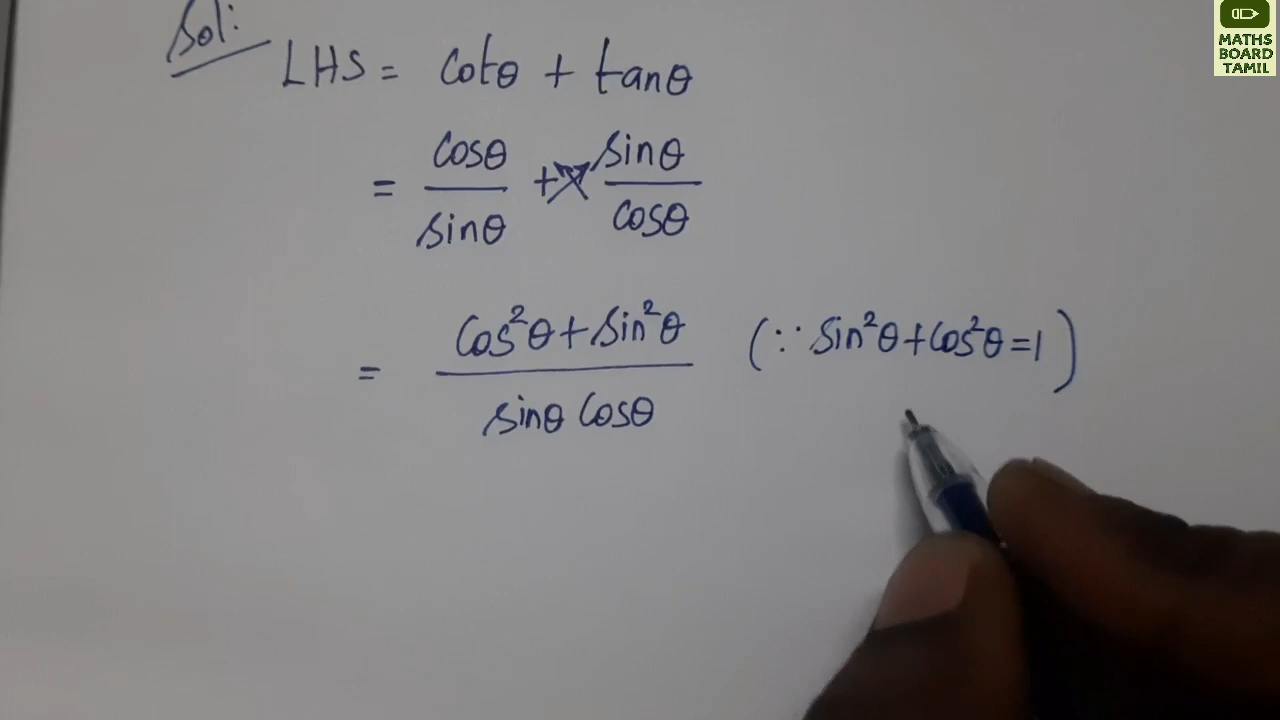 Sol:
LHS = cotθ + tanθ
= cosθ/sinθ + sinθ/cosθ
= cos²θ + sin²θ / sinθ cosθ (∵ sin²θ + cos²θ = 1)
MATHS
BOARD
TAMIL